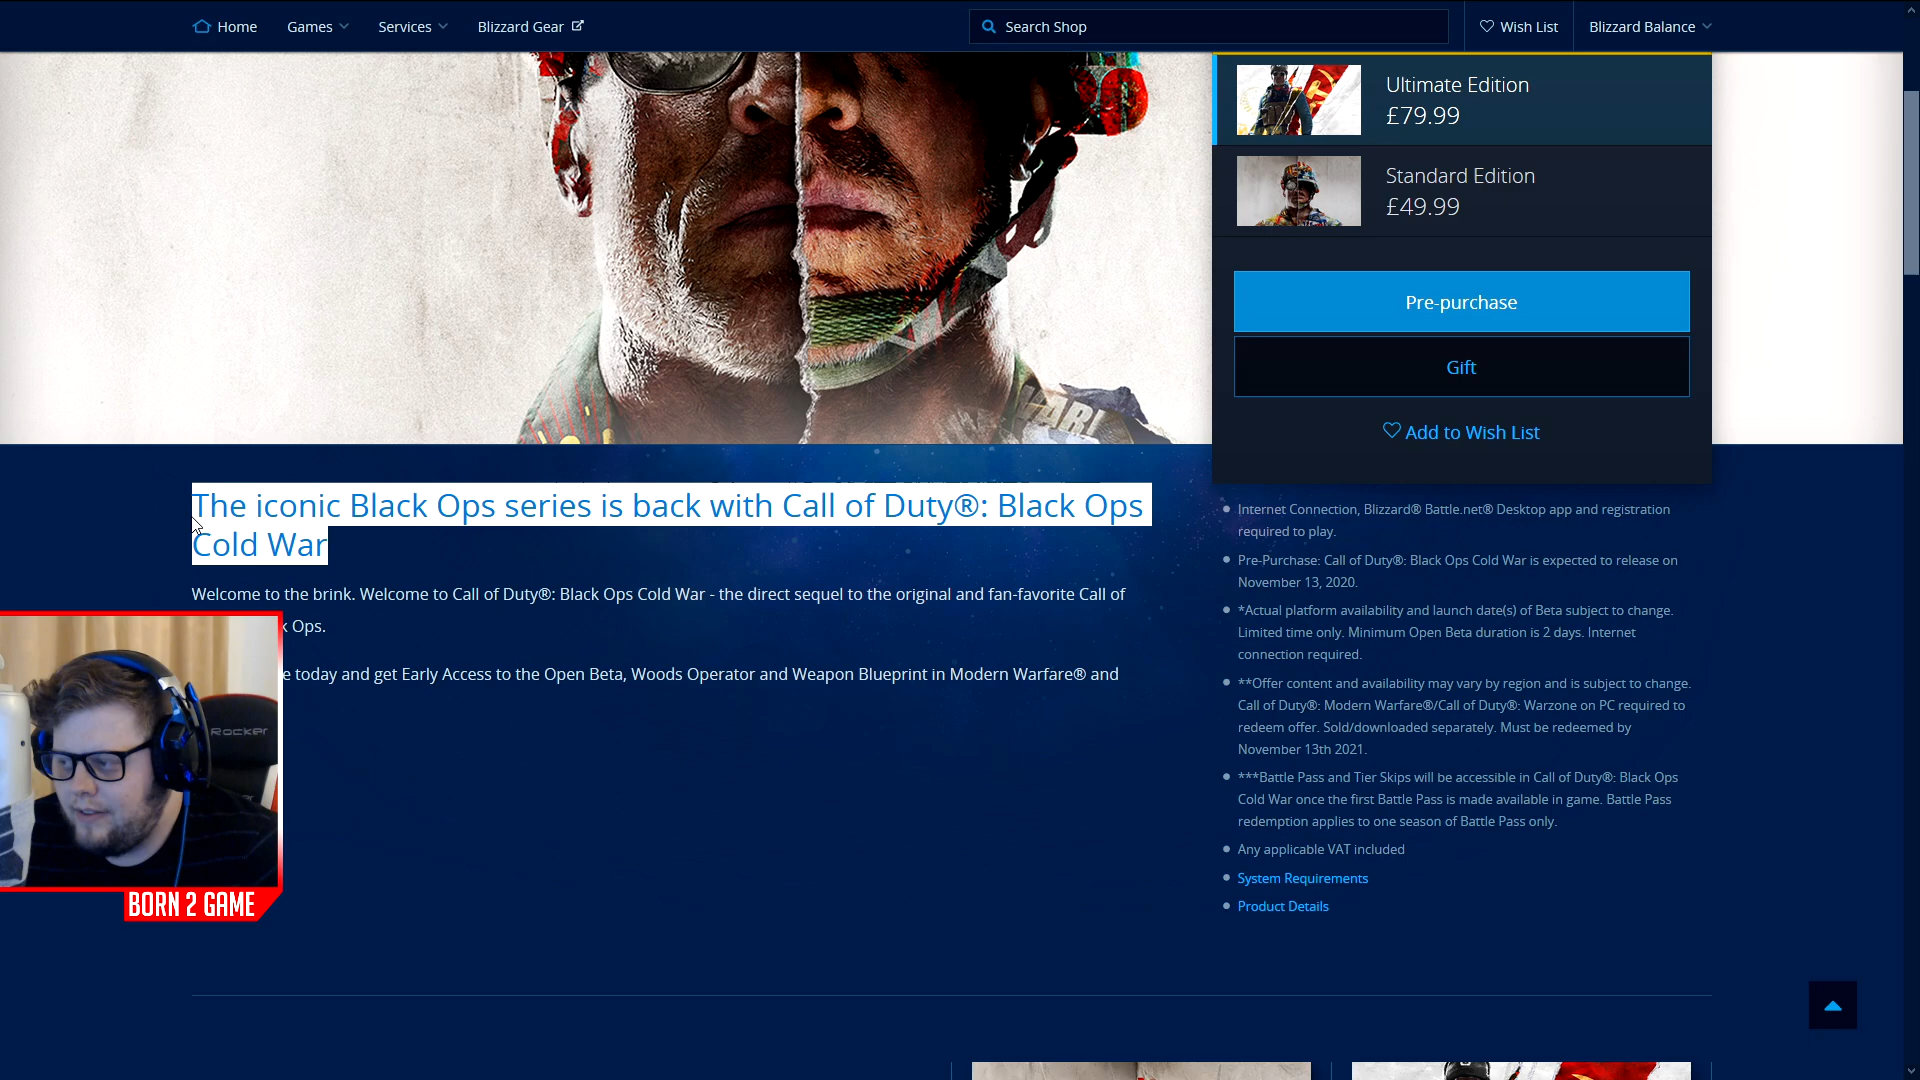 Home
Games
Services
Blizzard Gear
Search Shop
Wish List
Blizzard Balance
Ultimate Edition
£79.99
Standard Edition
£49.99
Pre-purchase
Gift
Add to Wish List
The iconic Black Ops series is back with Call of Duty®: Black Ops
Cold War
Welcome to the brink. Welcome to Call of Duty®: Black Ops Cold War - the direct sequel to the original and fan-favorite Call of
k Ops.
e today and get Early Access to the Open Beta, Woods Operator and Weapon Blueprint in Modern Warfare® and
Rocker
BORN 2 GAME
Internet Connection, Blizzard® Battle.net® Desktop app and registration
required to play.
Pre-Purchase: Call of Duty®: Black Ops Cold War is expected to release on
November 13, 2020.
*Actual platform availability and launch date(s) of Beta subject to change.
Limited time only. Minimum Open Beta duration is 2 days. Internet
connection required.
**Offer content and availability may vary by region and is subject to change.
Call of Duty®: Modern Warfare®/Call of Duty®: Warzone on PC required to
redeem offer. Sold/downloaded separately. Must be redeemed by
November 13th 2021.
***Battle Pass and Tier Skips will be accessible in Call of Duty®: Black Ops
Cold War once the first Battle Pass is made available in game. Battle Pass
redemption applies to one season of Battle Pass only.
Any applicable VAT included
System Requirements
Product Details